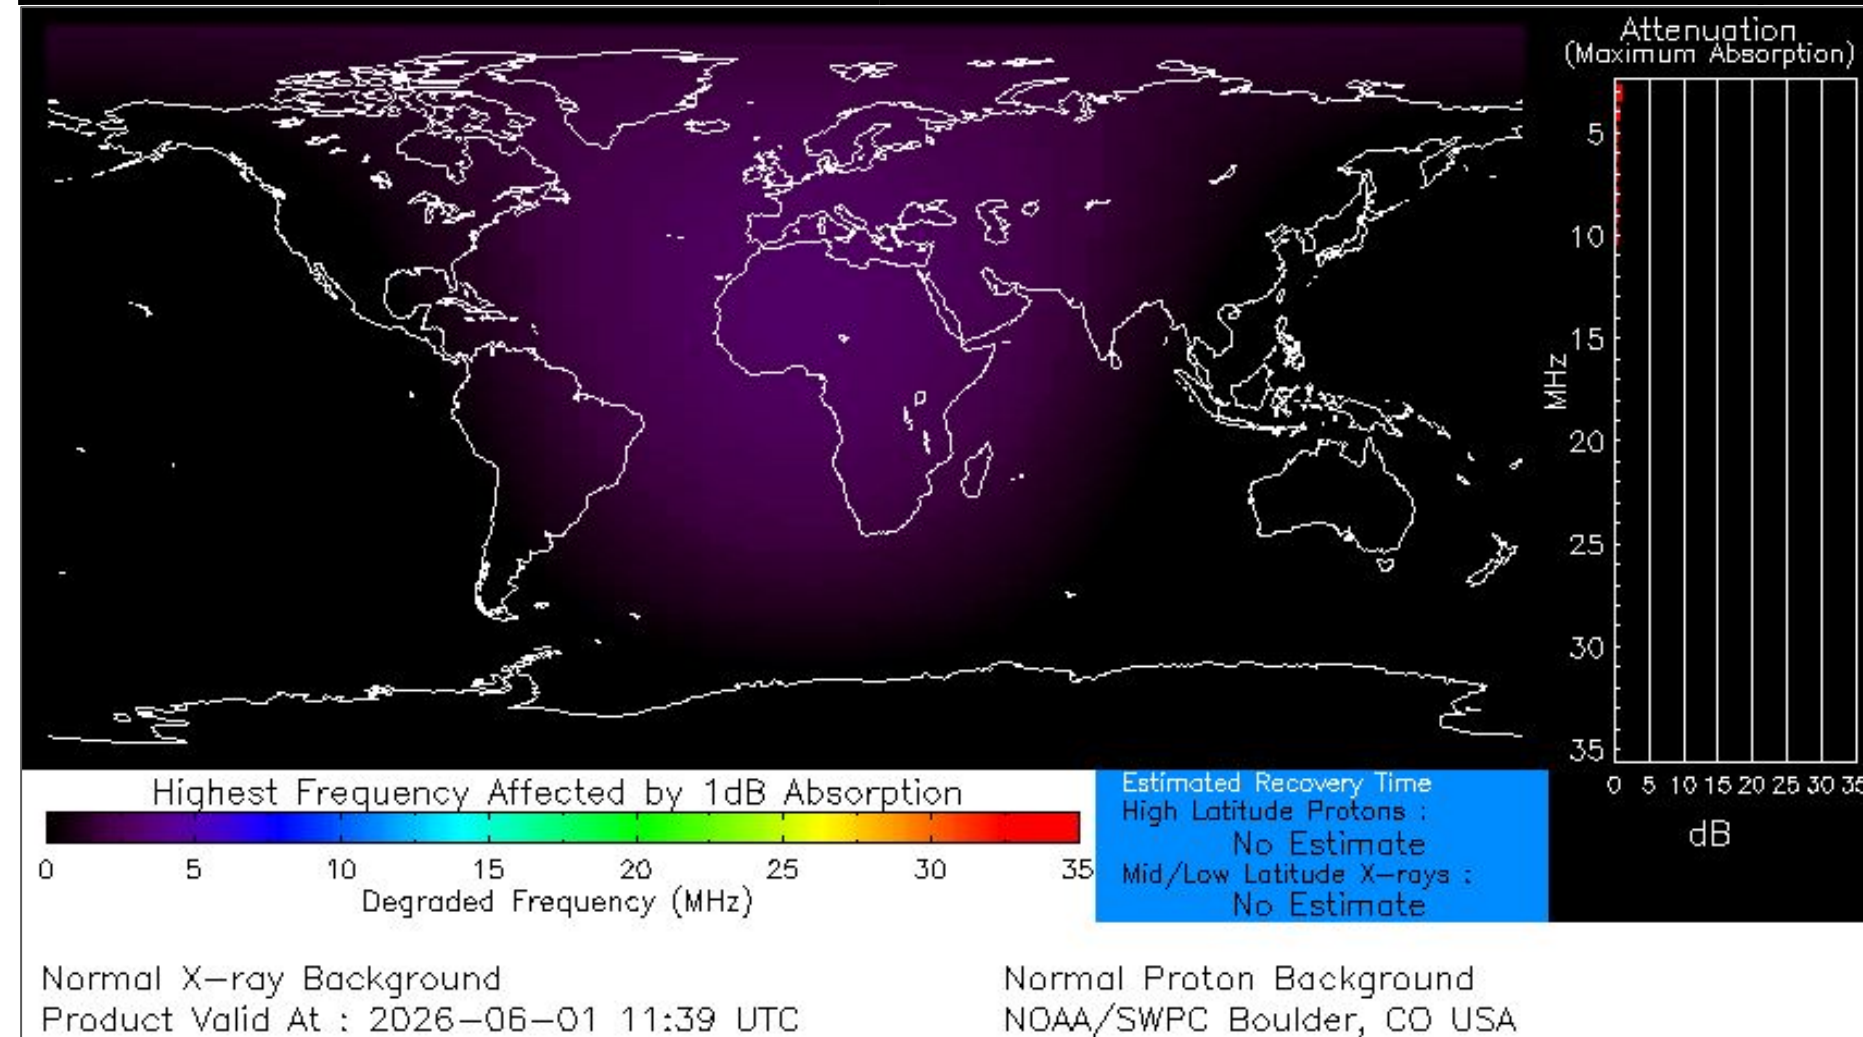 Attenuation
(Maximum Absorption)
5
10
15
20
25
30
35
MHz
0 5 10 15 20 25 30 35
dB
Highest Frequency Affected by 1dB Absorption
0 5 10 15 20 25 30 35
Degraded Frequency (MHz)
Estimated Recovery Time
High Latitude Protons :
No Estimate
Mid/Low Latitude X-rays :
No Estimate
Normal X-ray Background
Normal Proton Background
Product Valid At : 2026-06-01 11:39 UTC
NOAA/SWPC Boulder, CO USA